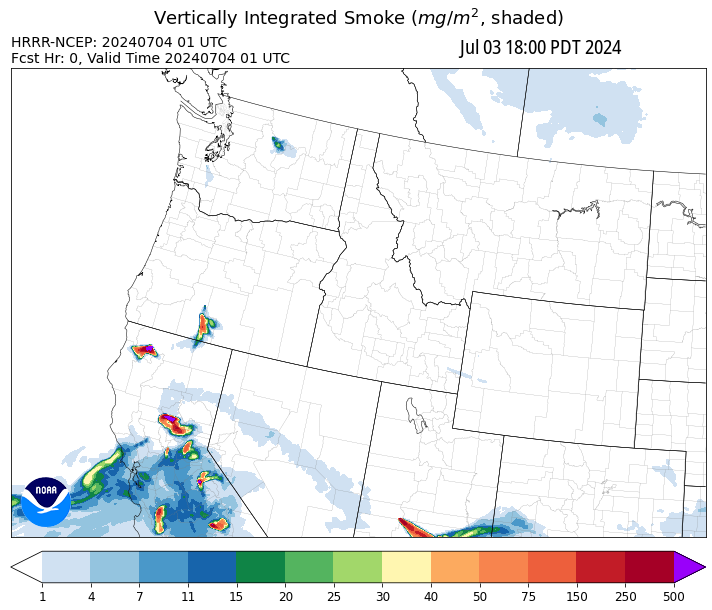 Vertically Integrated Smoke (mg/m², shaded)
HRRR-NCEP: 20240704 01 UTC
Fcst Hr: 0, Valid Time 20240704 01 UTC
Jul 03 18:00 PDT 2024
NOAA
1 4 7 11 15 20 25 30 40 50 75 150 250 500